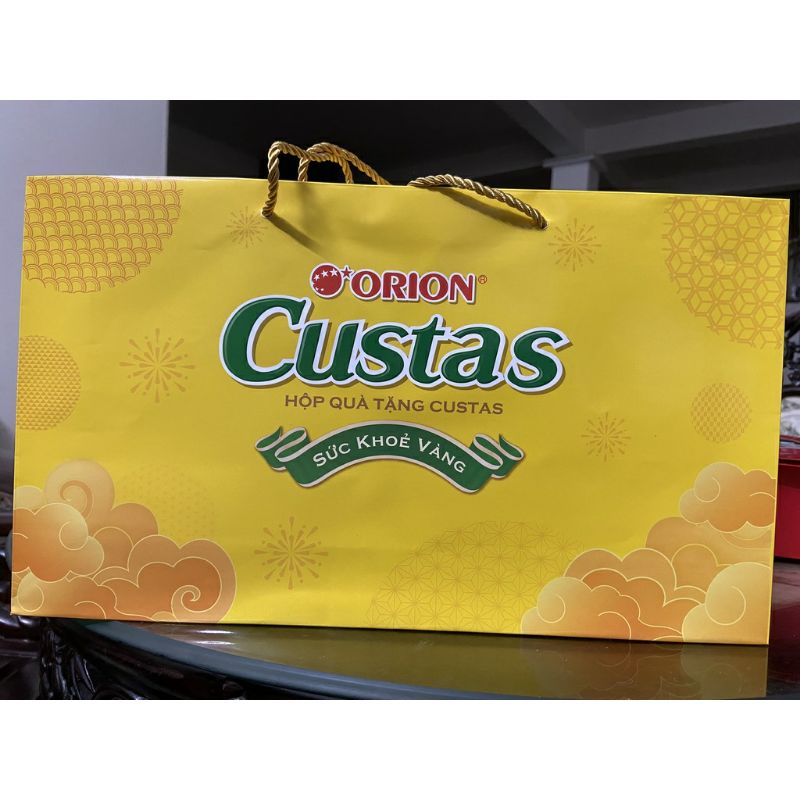 ORION®
Custas
HỘP QUÀ TẶNG CUSTAS
SỨC KHOẺ VÀNG